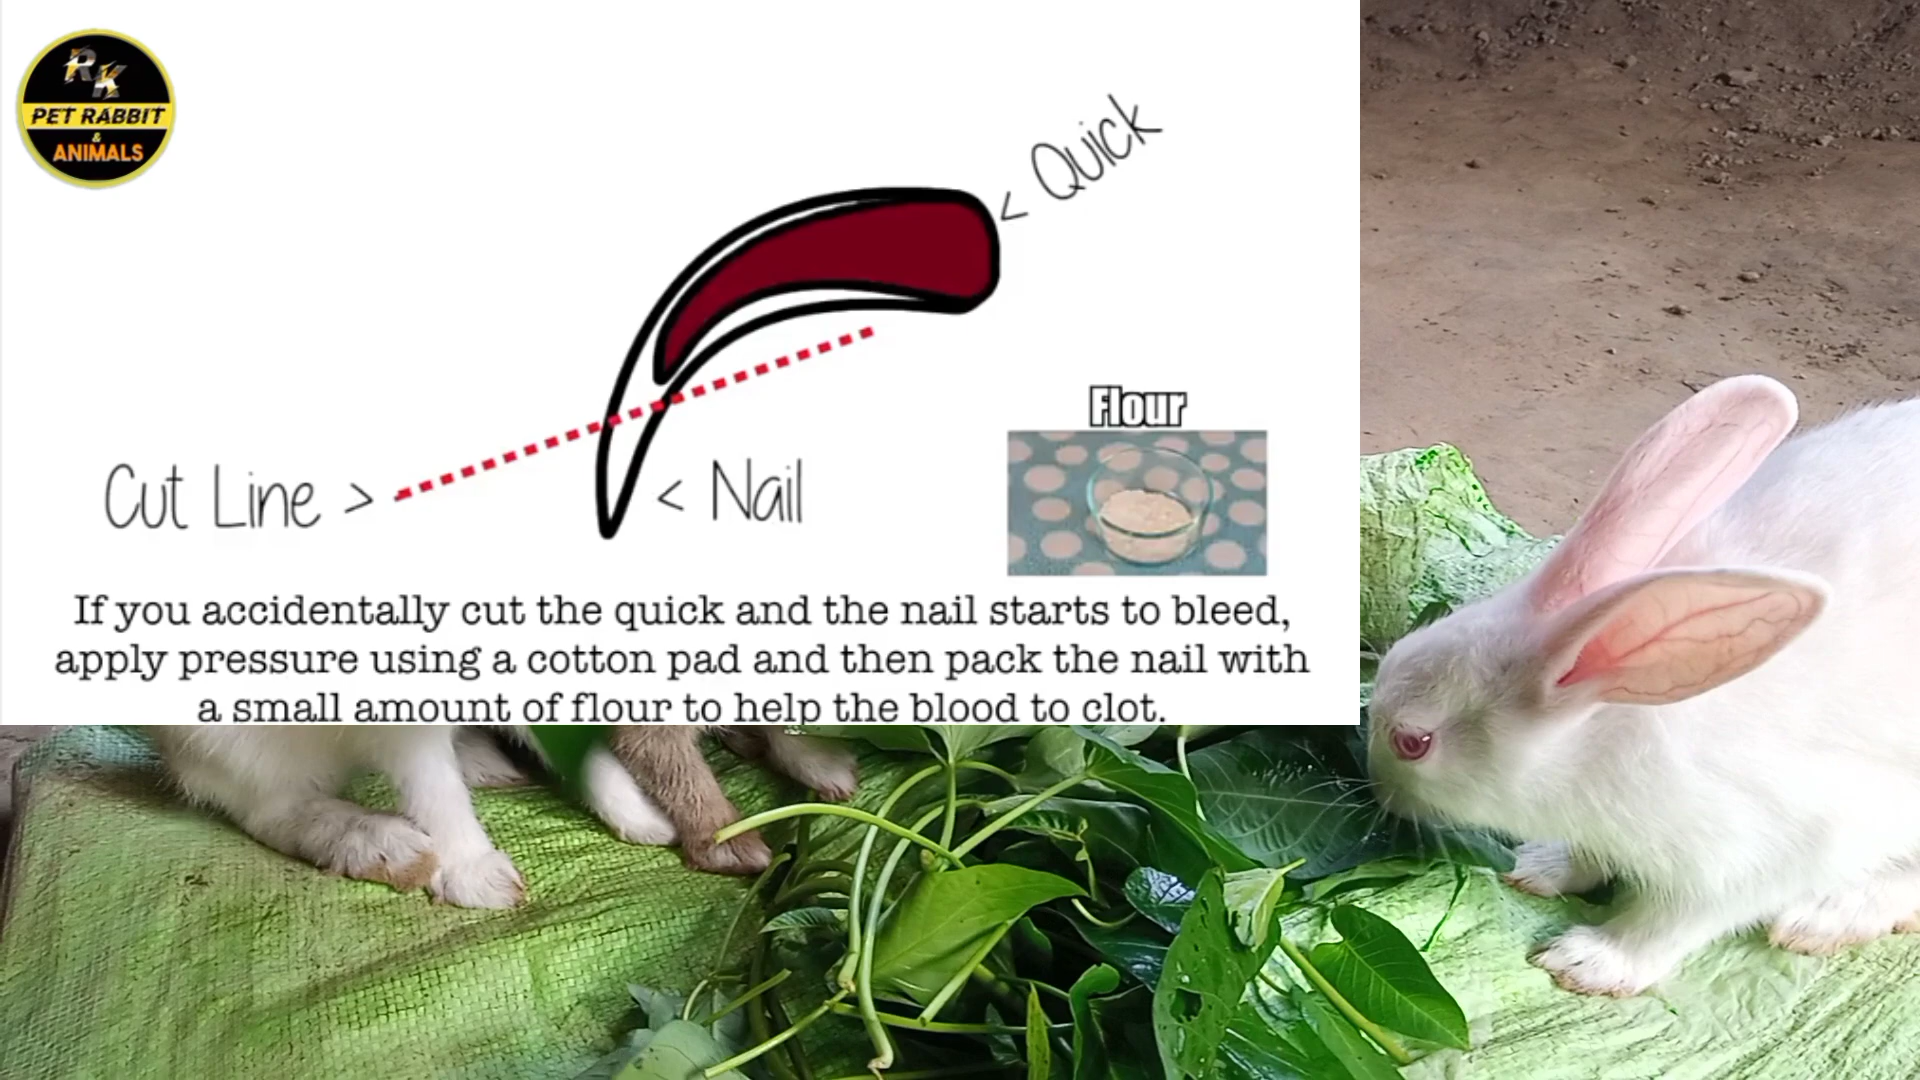 RK
PET RABBIT
&
ANIMALS
< Quick
Flour
Cut Line >
< Nail
If you accidentally cut the quick and the nail starts to bleed,
apply pressure using a cotton pad and then pack the nail with
a small amount of flour to help the blood to clot.